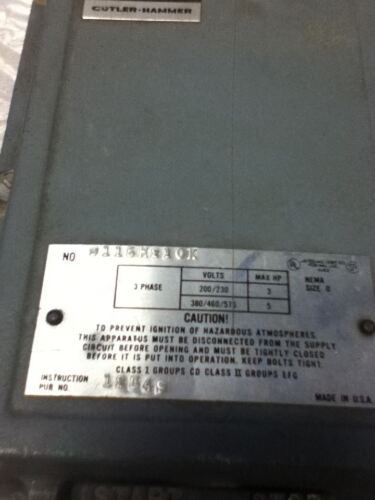 CUTLER-HAMMER
NO
3 PHASE
VOLTS MAX HP
200/230 3
380/460/575 5
NEMA
SIZE 0
CAUTION!
TO PREVENT IGNITION OF HAZARDOUS ATMOSPHERES.
THIS APPARATUS MUST BE DISCONNECTED FROM THE SUPPLY
CIRCUIT BEFORE OPENING AND MUST BE TIGHTLY CLOSED
BEFORE IT IS PUT INTO OPERATION. KEEP BOLTS TIGHT.
CLASS I GROUPS CD CLASS II GROUPS EFG
INSTRUCTION
PUB NO.
MADE IN U.S.A.